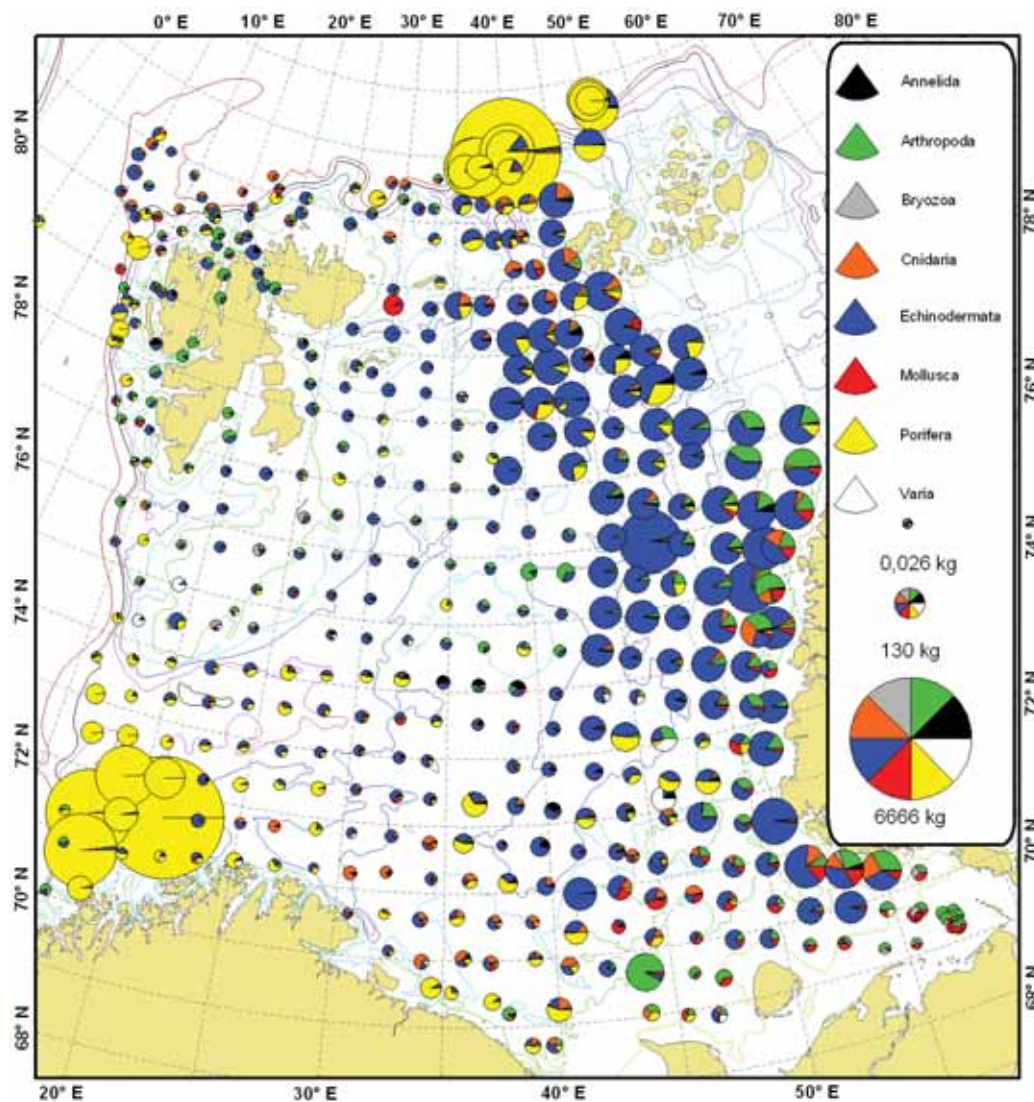 0° E 10° E 20° E 30° E 40° E 50° E 60° E 70° E 80° E
80° N
78° N
76° N
74° N
72° N
70° N
68° N
Annelida
Arthropoda
Bryozoa
Cnidaria
Echinodermata
Mollusca
Porifera
Varia
0,026 kg
130 kg
6666 kg
78° N
76° N
74° N
72° N
70° N
68° N
20° E 30° E 40° E 50° E